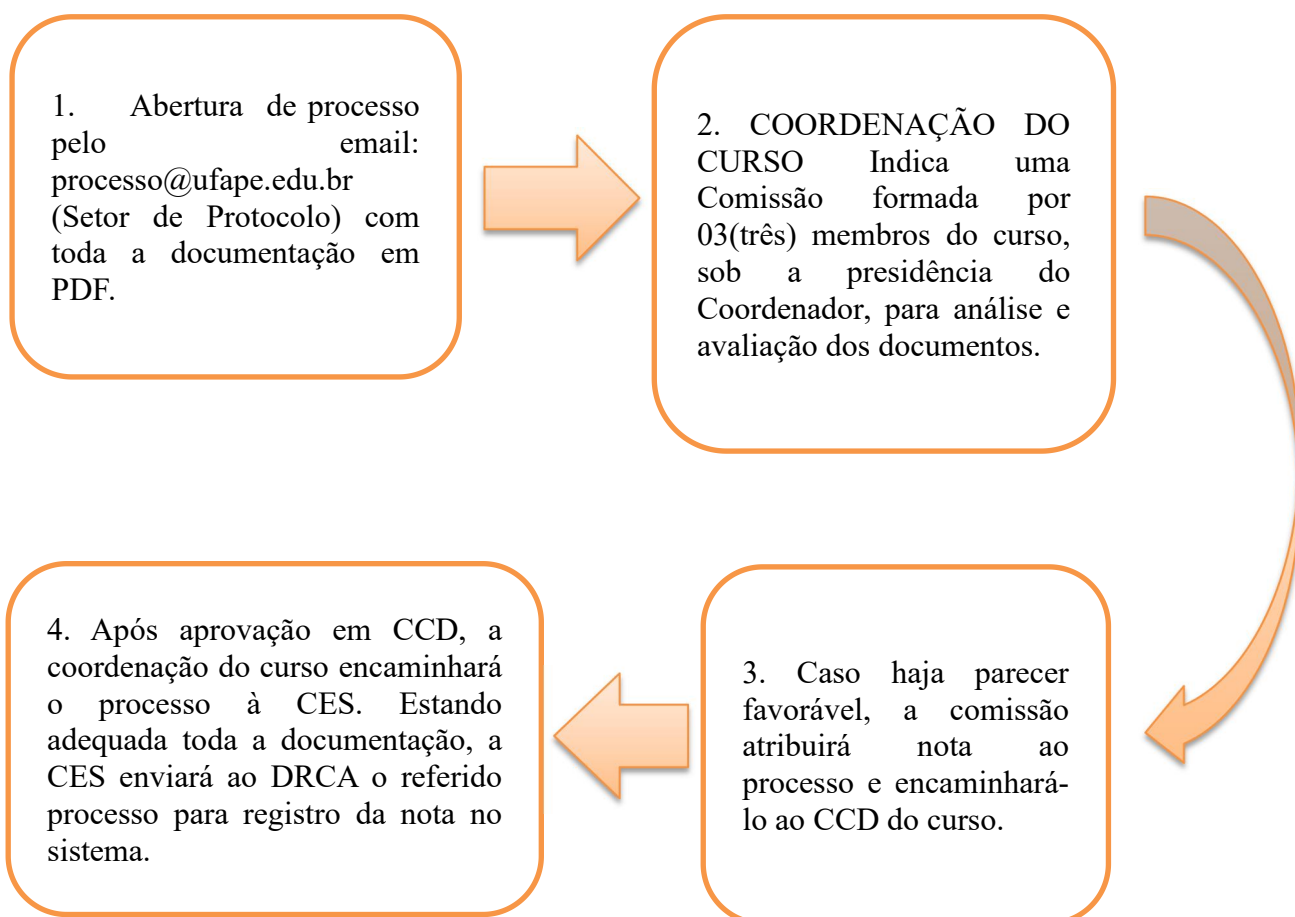 1. Abertura de processo
pelo email:
processo@ufape.edu.br
(Setor de Protocolo) com
toda a documentação em
PDF.
2. COORDENAÇÃO DO
CURSO Indica uma
Comissão formada por
03(três) membros do curso,
sob a presidência do
Coordenador, para análise e
avaliação dos documentos.
3. Caso haja parecer
favorável, a comissão
atribuirá nota ao
processo e encaminhará-
lo ao CCD do curso.
4. Após aprovação em CCD, a
coordenação do curso encaminhará
o processo à CES. Estando
adequada toda a documentação, a
CES enviará ao DRCA o referido
processo para registro da nota no
sistema.